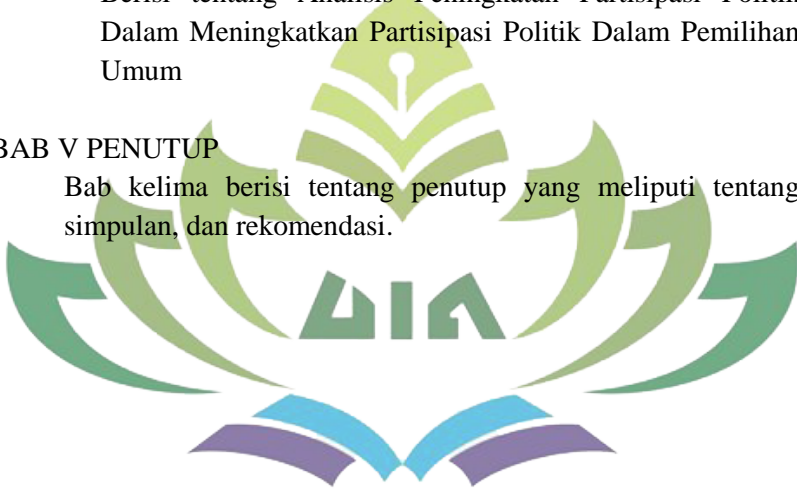 Berisi tentang Analisis Peningkatan Partisipasi Politik
Dalam Meningkatkan Partisipasi Politik Dalam Pemilihan
Umum
BAB V PENUTUP
Bab kelima berisi tentang penutup yang meliputi tentang
simpulan, dan rekomendasi.
UIN